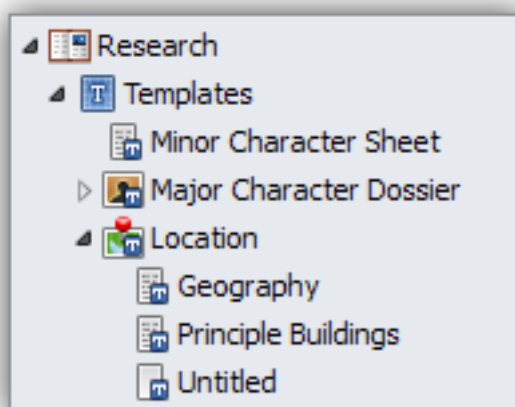 Research
Templates
Minor Character Sheet
Major Character Dossier
Location
Geography
Principle Buildings
Untitled